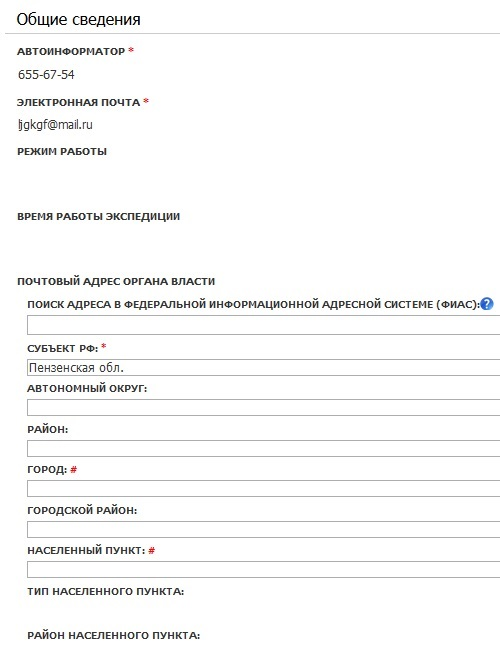 Общие сведения
АВТОИНФОРМАТОР *
655-67-54
ЭЛЕКТРОННАЯ ПОЧТА *
ljgkgf@mail.ru
РЕЖИМ РАБОТЫ
ВРЕМЯ РАБОТЫ ЭКСПЕДИЦИИ
ПОЧТОВЫЙ АДРЕС ОРГАНА ВЛАСТИ
ПОИСК АДРЕСА В ФЕДЕРАЛЬНОЙ ИНФОРМАЦИОННОЙ АДРЕСНОЙ СИСТЕМЕ (ФИАС):?
СУБЪЕКТ РФ: *
Пензенская обл.
АВТОНОМНЫЙ ОКРУГ:
РАЙОН:
ГОРОД: #
ГОРОДСКОЙ РАЙОН:
НАСЕЛЕННЫЙ ПУНКТ: #
ТИП НАСЕЛЕННОГО ПУНКТА:
РАЙОН НАСЕЛЕННОГО ПУНКТА: